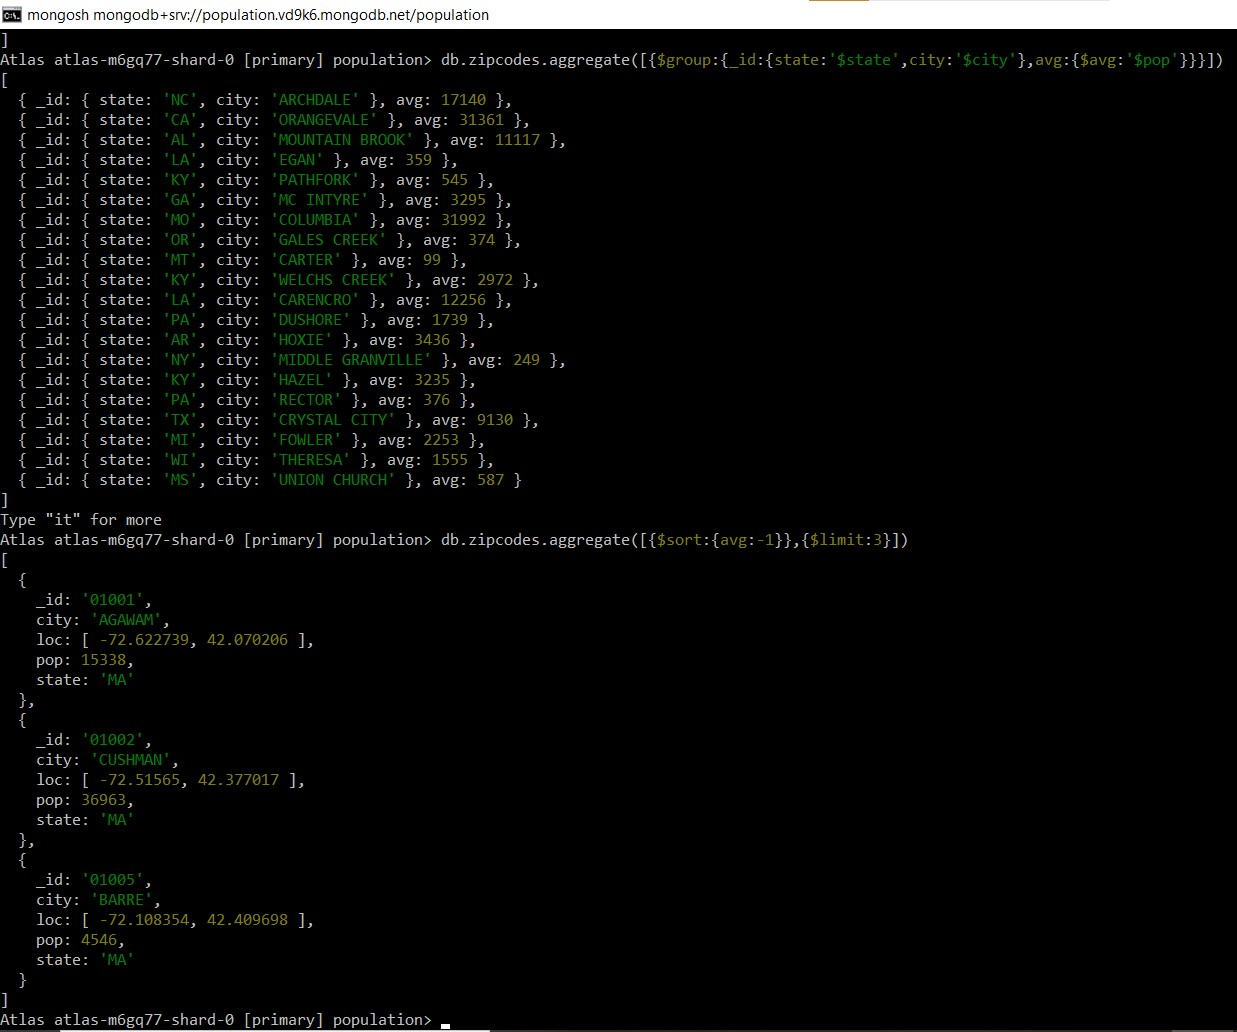 mongosh mongodb+srv://population.vd9k6.mongodb.net/population
]
Atlas atlas-m6gq77-shard-0 [primary] population> db.zipcodes.aggregate([{$group:{_id:{state:'$state',city:'$city'},avg:{$avg:'$pop'}}}])
[
  { _id: { state: 'NC', city: 'ARCHDALE' }, avg: 17140 },
  { _id: { state: 'CA', city: 'ORANGEVALE' }, avg: 31361 },
  { _id: { state: 'AL', city: 'MOUNTAIN BROOK' }, avg: 11117 },
  { _id: { state: 'LA', city: 'EGAN' }, avg: 359 },
  { _id: { state: 'KY', city: 'PATHFORK' }, avg: 545 },
  { _id: { state: 'GA', city: 'MC INTYRE' }, avg: 3295 },
  { _id: { state: 'MO', city: 'COLUMBIA' }, avg: 31992 },
  { _id: { state: 'OR', city: 'GALES CREEK' }, avg: 374 },
  { _id: { state: 'MT', city: 'CARTER' }, avg: 99 },
  { _id: { state: 'KY', city: 'WELCHS CREEK' }, avg: 2972 },
  { _id: { state: 'LA', city: 'CARENCRO' }, avg: 12256 },
  { _id: { state: 'PA', city: 'DUSHORE' }, avg: 1739 },
  { _id: { state: 'AR', city: 'HOXIE' }, avg: 3436 },
  { _id: { state: 'NY', city: 'MIDDLE GRANVILLE' }, avg: 249 },
  { _id: { state: 'KY', city: 'HAZEL' }, avg: 3235 },
  { _id: { state: 'PA', city: 'RECTOR' }, avg: 376 },
  { _id: { state: 'TX', city: 'CRYSTAL CITY' }, avg: 9130 },
  { _id: { state: 'MI', city: 'FOWLER' }, avg: 2253 },
  { _id: { state: 'WI', city: 'THERESA' }, avg: 1555 },
  { _id: { state: 'MS', city: 'UNION CHURCH' }, avg: 587 }
]
Type "it" for more
Atlas atlas-m6gq77-shard-0 [primary] population> db.zipcodes.aggregate([{$sort:{avg:-1}},{$limit:3}])
[
  {
    _id: '01001',
    city: 'AGAWAM',
    loc: [ -72.622739, 42.070206 ],
    pop: 15338,
    state: 'MA'
  },
  {
    _id: '01002',
    city: 'CUSHMAN',
    loc: [ -72.51565, 42.377017 ],
    pop: 36963,
    state: 'MA'
  },
  {
    _id: '01005',
    city: 'BARRE',
    loc: [ -72.108354, 42.409698 ],
    pop: 4546,
    state: 'MA'
  }
]
Atlas atlas-m6gq77-shard-0 [primary] population>